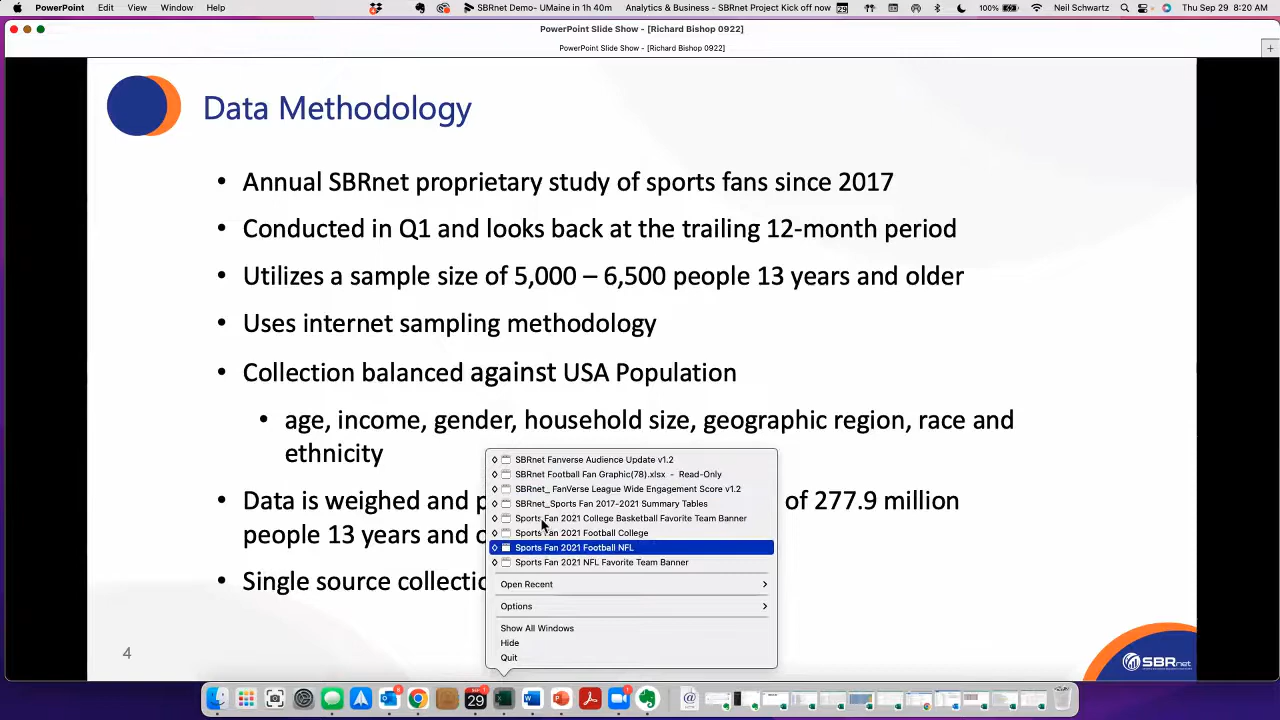 PowerPoint Edit View Window Help SBRnet Demo- UMaine in 1h 40m Analytics & Business - SBRnet Project Kick off now 100% Neil Schwartz Thu Sep 29 8:20 AM
PowerPoint Slide Show - [Richard Bishop 0922]
PowerPoint Slide Show - [Richard Bishop 0922]
Data Methodology
• Annual SBRnet proprietary study of sports fans since 2017
• Conducted in Q1 and looks back at the trailing 12-month period
• Utilizes a sample size of 5,000 – 6,500 people 13 years and older
• Uses internet sampling methodology
• Collection balanced against USA Population
• age, income, gender, household size, geographic region, race and
ethnicity
• Data is weighed and p of 277.9 million
people 13 years and o
• Single source collectio
SBRnet Fanverse Audience Update v1.2
SBRnet Football Fan Graphic(78).xlsx - Read-Only
SBRnet_ FanVerse League Wide Engagement Score v1.2
SBRnet_Sports Fan 2017-2021 Summary Tables
Sports Fan 2021 College Basketball Favorite Team Banner
Sports Fan 2021 Football College
Sports Fan 2021 Football NFL
Sports Fan 2021 NFL Favorite Team Banner
Open Recent
Options
Show All Windows
Hide
Quit
4
SBRnet
29